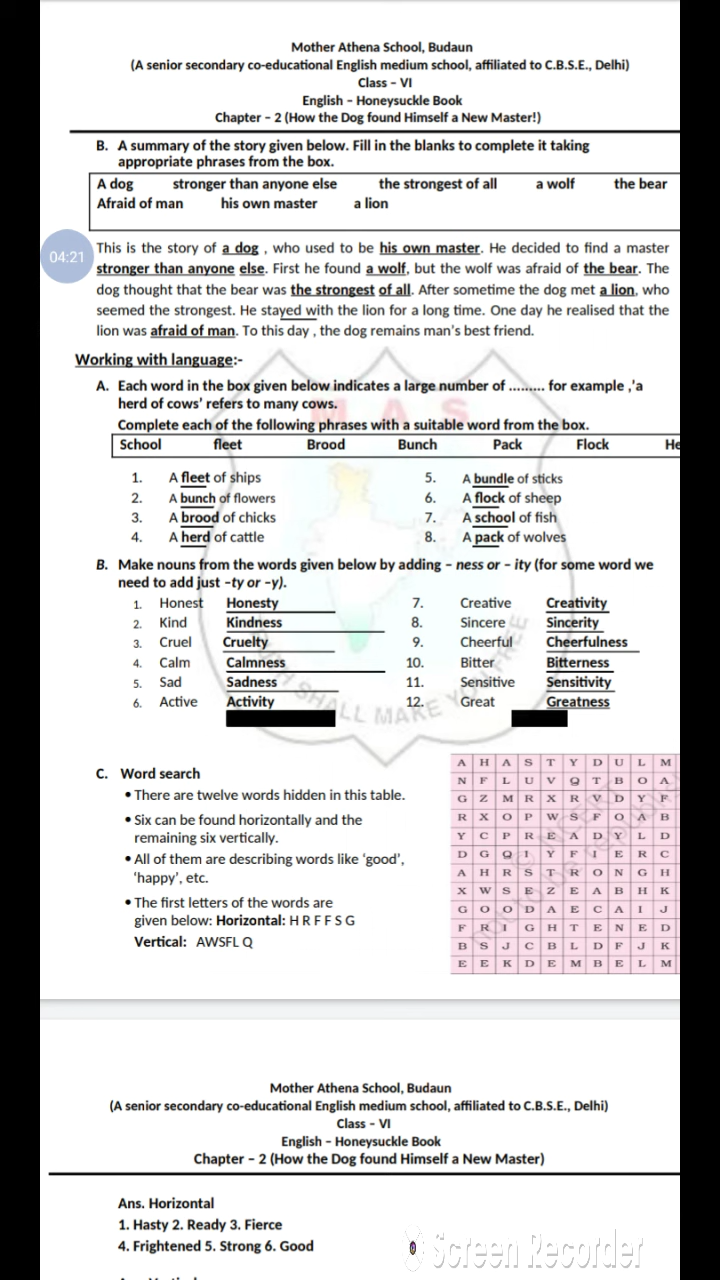 Mother Athena School, Budaun
(A senior secondary co-educational English medium school, affiliated to C.B.S.E., Delhi)
Class – VI
English – Honeysuckle Book
Chapter – 2 (How the Dog found Himself a New Master!)
B. A summary of the story given below. Fill in the blanks to complete it taking
appropriate phrases from the box.
A dog stronger than anyone else the strongest of all a wolf the bear
Afraid of man his own master a lion
04:21
This is the story of a dog , who used to be his own master. He decided to find a master
stronger than anyone else. First he found a wolf, but the wolf was afraid of the bear. The
dog thought that the bear was the strongest of all. After sometime the dog met a lion, who
seemed the strongest. He stayed with the lion for a long time. One day he realised that the
lion was afraid of man. To this day , the dog remains man's best friend.
Working with language:-
A. Each word in the box given below indicates a large number of ......... for example ,'a
herd of cows' refers to many cows.
M A S
Complete each of the following phrases with a suitable word from the box.
School fleet Brood Bunch Pack Flock He
1. A fleet of ships 5. A bundle of sticks
2. A bunch of flowers 6. A flock of sheep
3. A brood of chicks 7. A school of fish
4. A herd of cattle 8. A pack of wolves
B. Make nouns from the words given below by adding – ness or – ity (for some word we
need to add just –ty or –y).
1. Honest Honesty 7. Creative Creativity
2. Kind Kindness 8. Sincere Sincerity
3. Cruel Cruelty 9. Cheerful Cheerfulness
4. Calm Calmness 10. Bitter Bitterness
5. Sad Sadness 11. Sensitive Sensitivity
6. Active Activity 12. Great Greatness
SHALL MAKE YOU FREE
C. Word search
• There are twelve words hidden in this table.
• Six can be found horizontally and the
remaining six vertically.
• All of them are describing words like 'good',
'happy', etc.
• The first letters of the words are
given below: Horizontal: H R F F S G
Vertical: AWSFL Q
A H A S T Y D U L M
N F L U V Q T B O A
G Z M R X R V D Y F
R X O P W S F O A B
Y C P R E A D Y L D
D G Q I Y F I E R C
A H R S T R O N G H
X W S E Z E A B H K
G O O D A E C A I J
F R I G H T E N E D
B S J C B L D F J K
E E K D E M B E L M
Mother Athena School, Budaun
(A senior secondary co-educational English medium school, affiliated to C.B.S.E., Delhi)
Class – VI
English – Honeysuckle Book
Chapter – 2 (How the Dog found Himself a New Master)
Ans. Horizontal
1. Hasty 2. Ready 3. Fierce
4. Frightened 5. Strong 6. Good
Screen Recorder